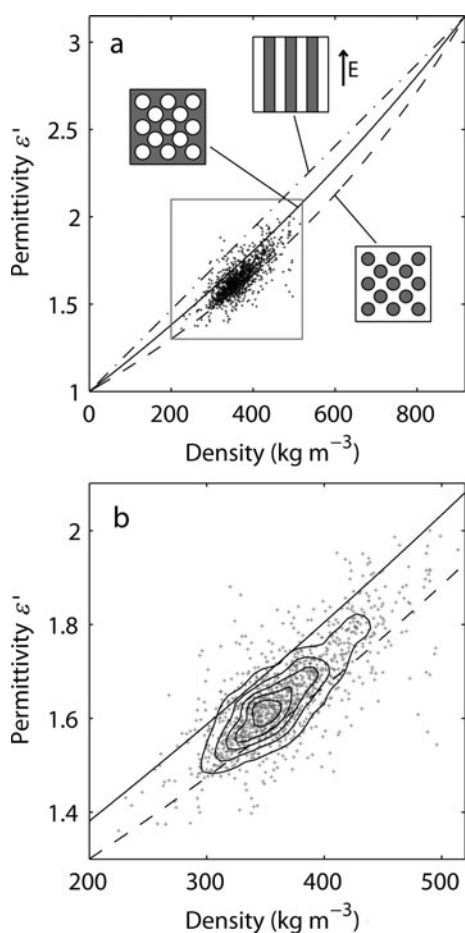 a
E
3
2.5
2
1.5
1
Permittivity ε'
0 200 400 600 800
Density (kg m⁻³)
b
2
1.8
1.6
1.4
Permittivity ε'
200 300 400 500
Density (kg m⁻³)